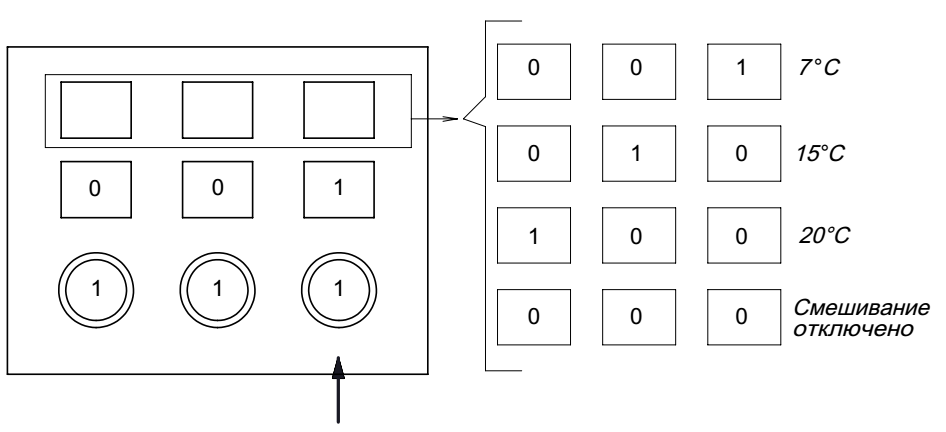 0 0 1 7°C
0 1 0 15°C
1 0 0 20°C
0 0 0 Смешивание
отключено
0 0 1
1 1 1